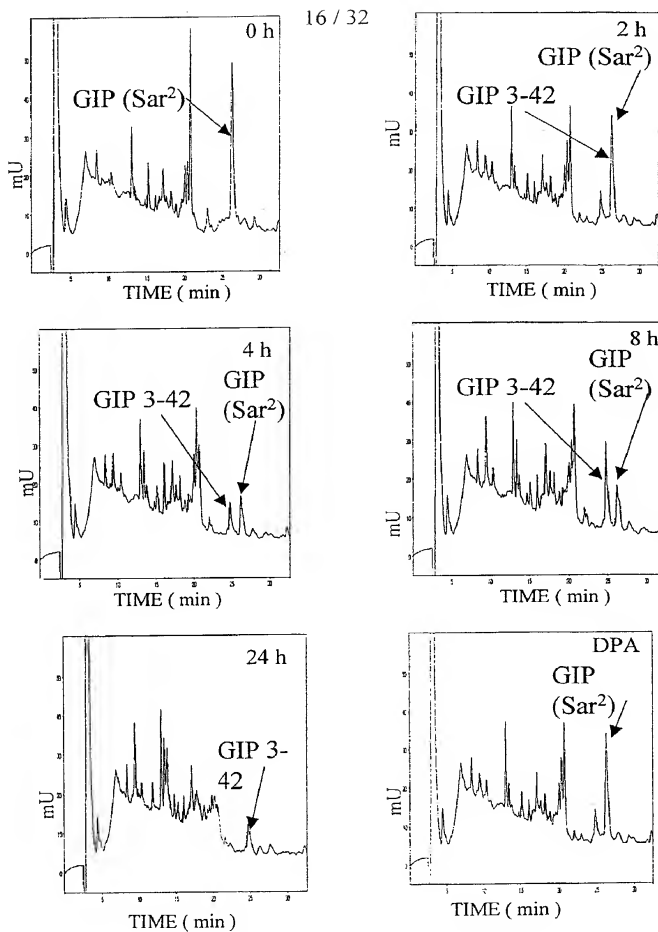 16 / 32
0 h
GIP (Sar²)
mU
TIME ( min )
2 h
GIP (Sar²)
GIP 3-42
mU
TIME ( min )
4 h
GIP
GIP 3-42
(Sar²)
mU
TIME ( min )
8 h
GIP
GIP 3-42
(Sar²)
mU
TIME ( min )
24 h
GIP 3-
42
mU
TIME ( min )
DPA
GIP
(Sar²)
mU
TIME ( min )